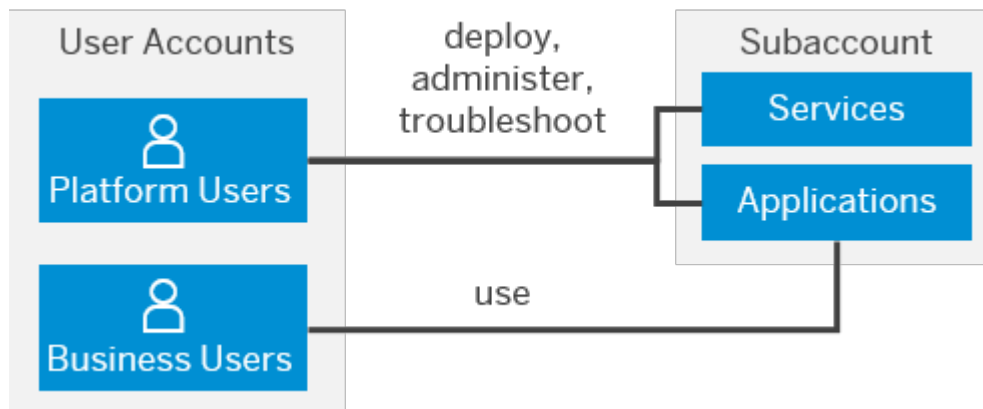 User Accounts
Platform Users
Business Users
deploy,
administer,
troubleshoot
use
Subaccount
Services
Applications